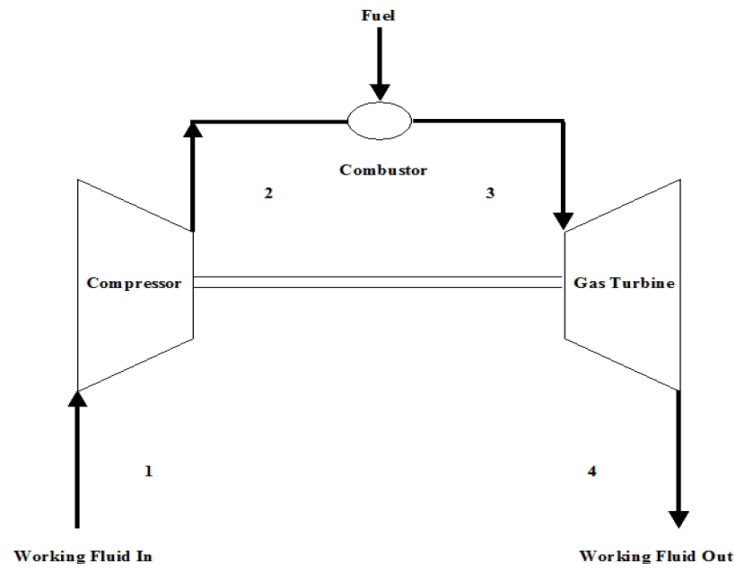 Fuel
Combustor
2
3
Compressor
Gas Turbine
1
4
Working Fluid In
Working Fluid Out